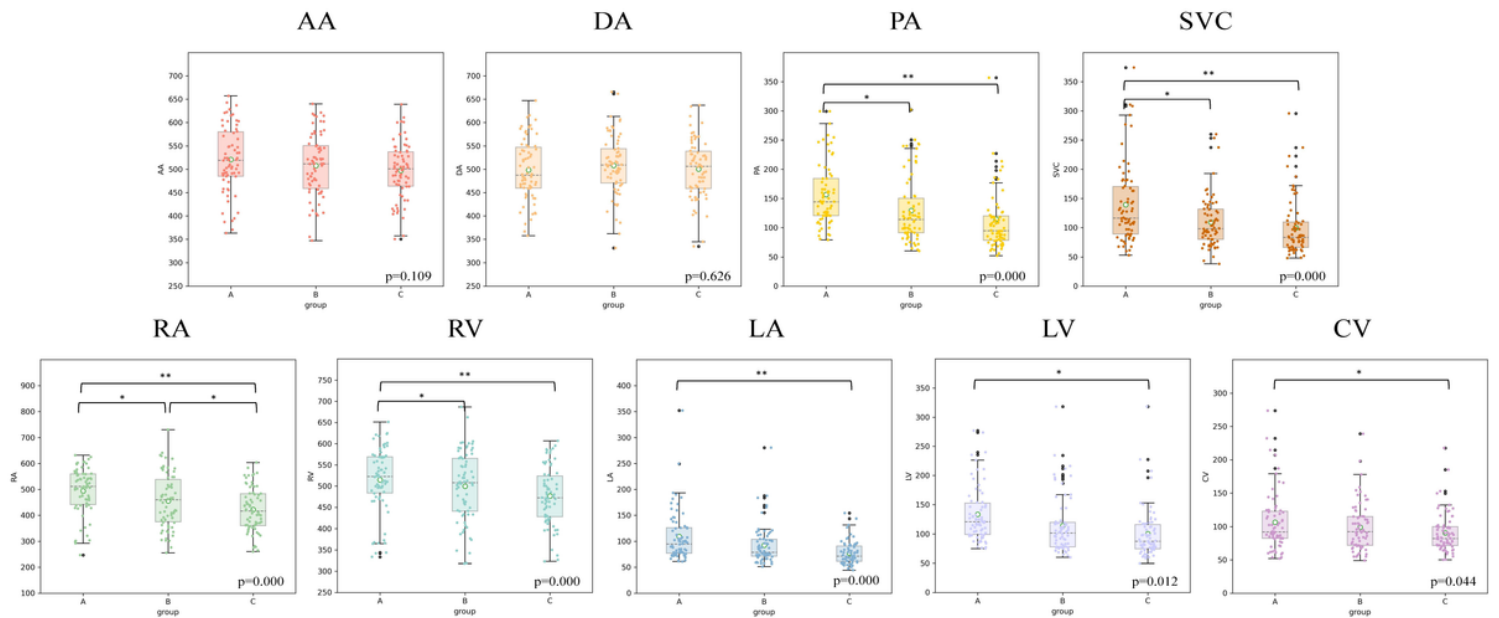 AA
DA
PA
SVC
AA
700
650
600
550
500
450
400
350
300
250
p=0.109
A
B
C
group
DA
700
650
600
550
500
450
400
350
300
250
p=0.626
A
B
C
group
PA
350
300
250
200
150
100
50
0
**
*
p=0.000
A
B
C
group
SVC
350
300
250
200
150
100
50
0
**
*
p=0.000
A
B
C
group
RA
RV
LA
LV
CV
RA
900
800
700
600
500
400
300
200
100
**
*
*
p=0.000
A
B
C
group
RV
750
700
650
600
550
500
450
400
350
300
250
**
*
p=0.000
A
B
C
group
LA
400
350
300
250
200
150
100
50
0
**
p=0.000
A
B
C
group
LV
350
300
250
200
150
100
50
0
*
p=0.012
A
B
C
group
CV
300
250
200
150
100
50
0
*
p=0.044
A
B
C
group